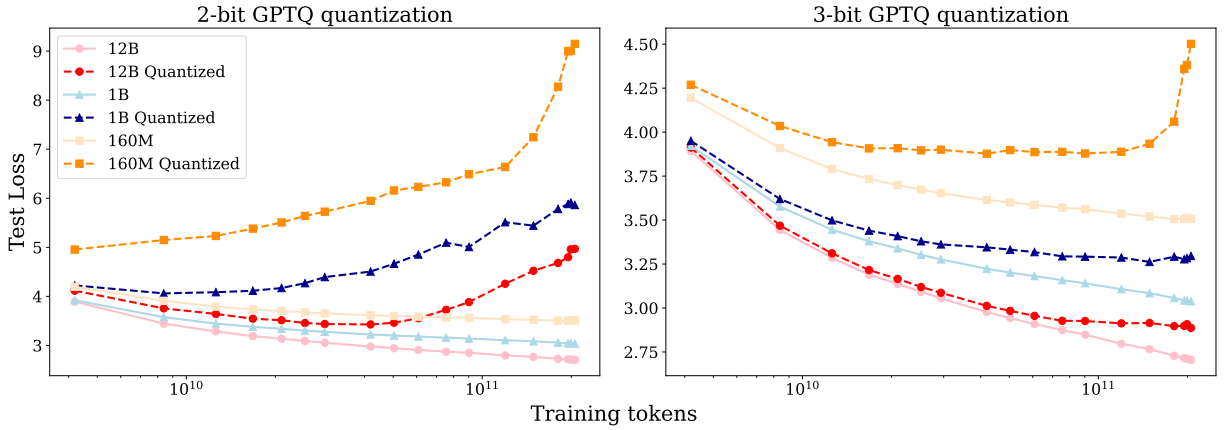 2-bit GPTQ quantization
3-bit GPTQ quantization
12B
12B Quantized
1B
1B Quantized
160M
160M Quantized
Test Loss
9
8
7
6
5
4
3
10^10
10^11
4.50
4.25
4.00
3.75
3.50
3.25
3.00
2.75
10^10
10^11
Training tokens